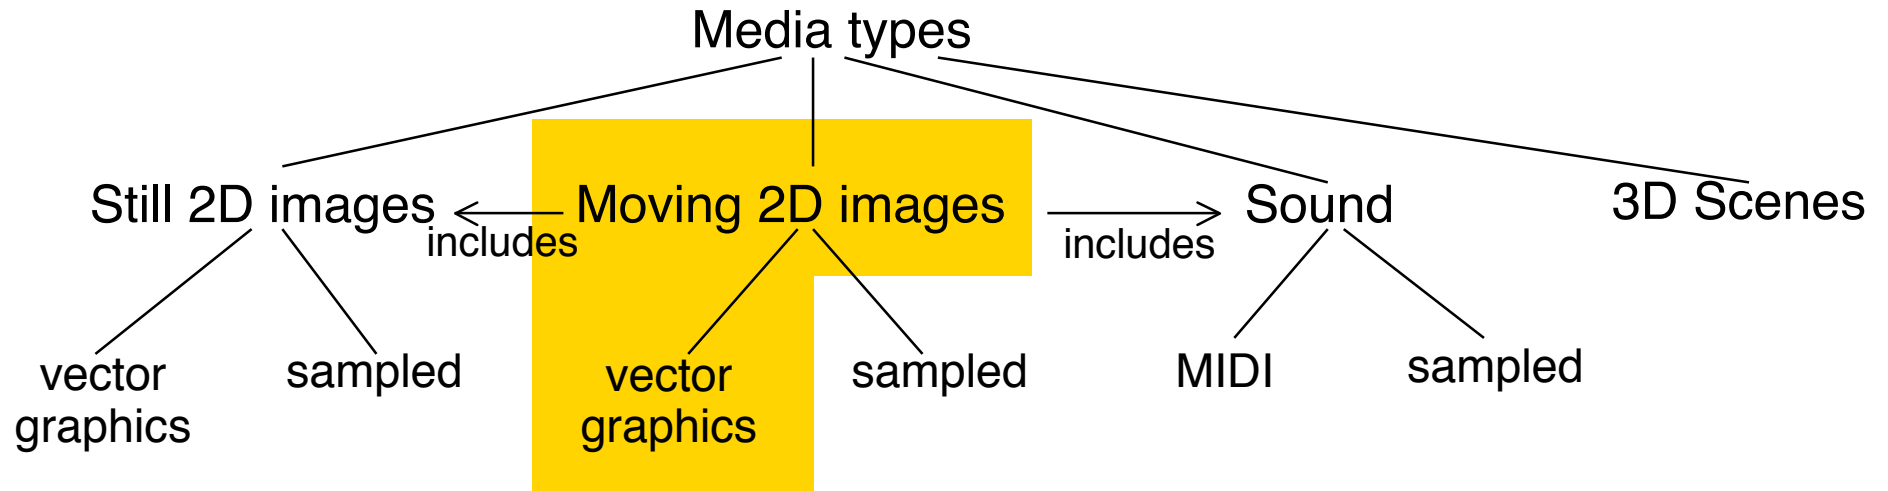 Media types
Still 2D images
Moving 2D images
Sound
3D Scenes
includes
includes
vector
graphics
sampled
vector
graphics
sampled
MIDI
sampled